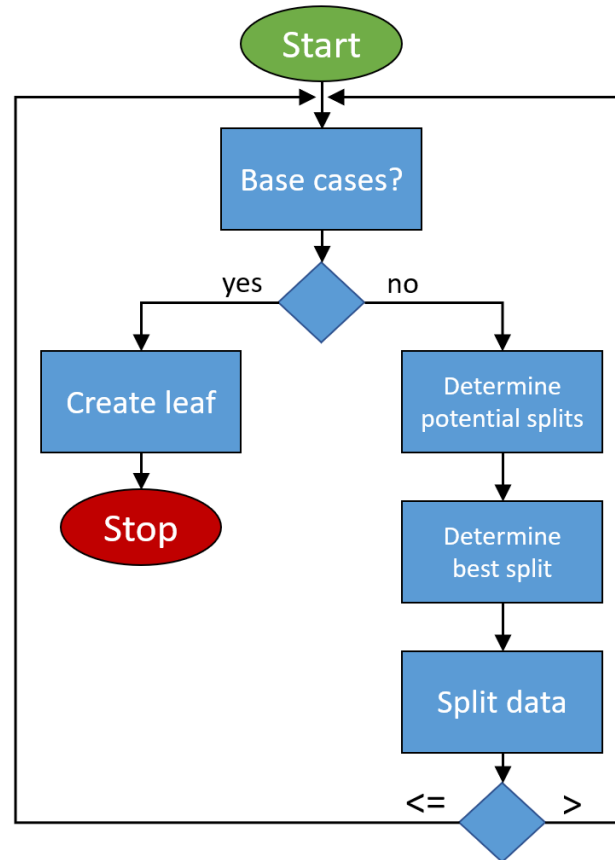 Start
Base cases?
yes
no
Create leaf
Determine
potential splits
Stop
Determine
best split
Split data
<=
>